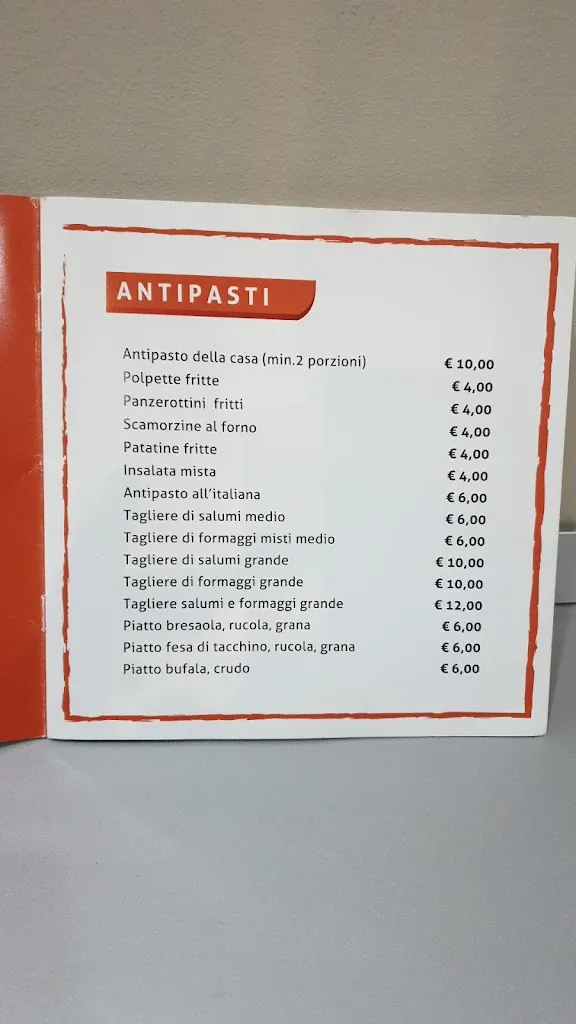 ANTIPASTI
Antipasto della casa (min.2 porzioni) € 10,00
Polpette fritte € 4,00
Panzerottini fritti € 4,00
Scamorzine al forno € 4,00
Patatine fritte € 4,00
Insalata mista € 4,00
Antipasto all'italiana € 6,00
Tagliere di salumi medio € 6,00
Tagliere di formaggi misti medio € 6,00
Tagliere di salumi grande € 10,00
Tagliere di formaggi grande € 10,00
Tagliere salumi e formaggi grande € 12,00
Piatto bresaola, rucola, grana € 6,00
Piatto fesa di tacchino, rucola, grana € 6,00
Piatto bufala, crudo € 6,00